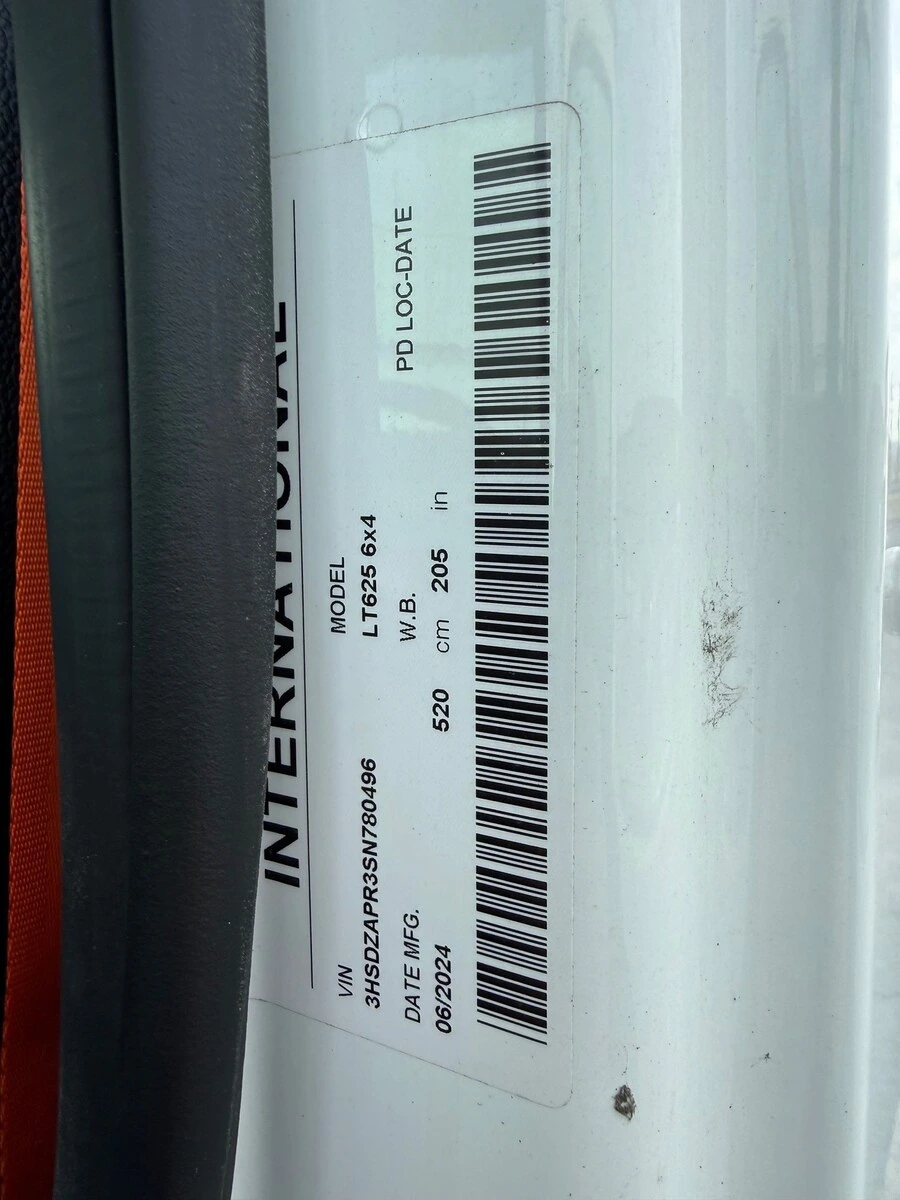 INTERNATIONAL
VIN
3HSDZAPR3SN780496
MODEL
LT625 6x4
DATE MFG.
06/2024
W.B.
520 cm 205 in
PD LOC-DATE